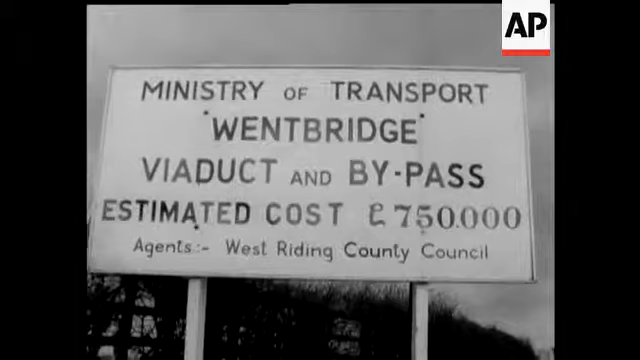 AP
MINISTRY OF TRANSPORT
'WENTBRIDGE'
VIADUCT AND BY-PASS
ESTIMATED COST £750.000
Agents:- West Riding County Council